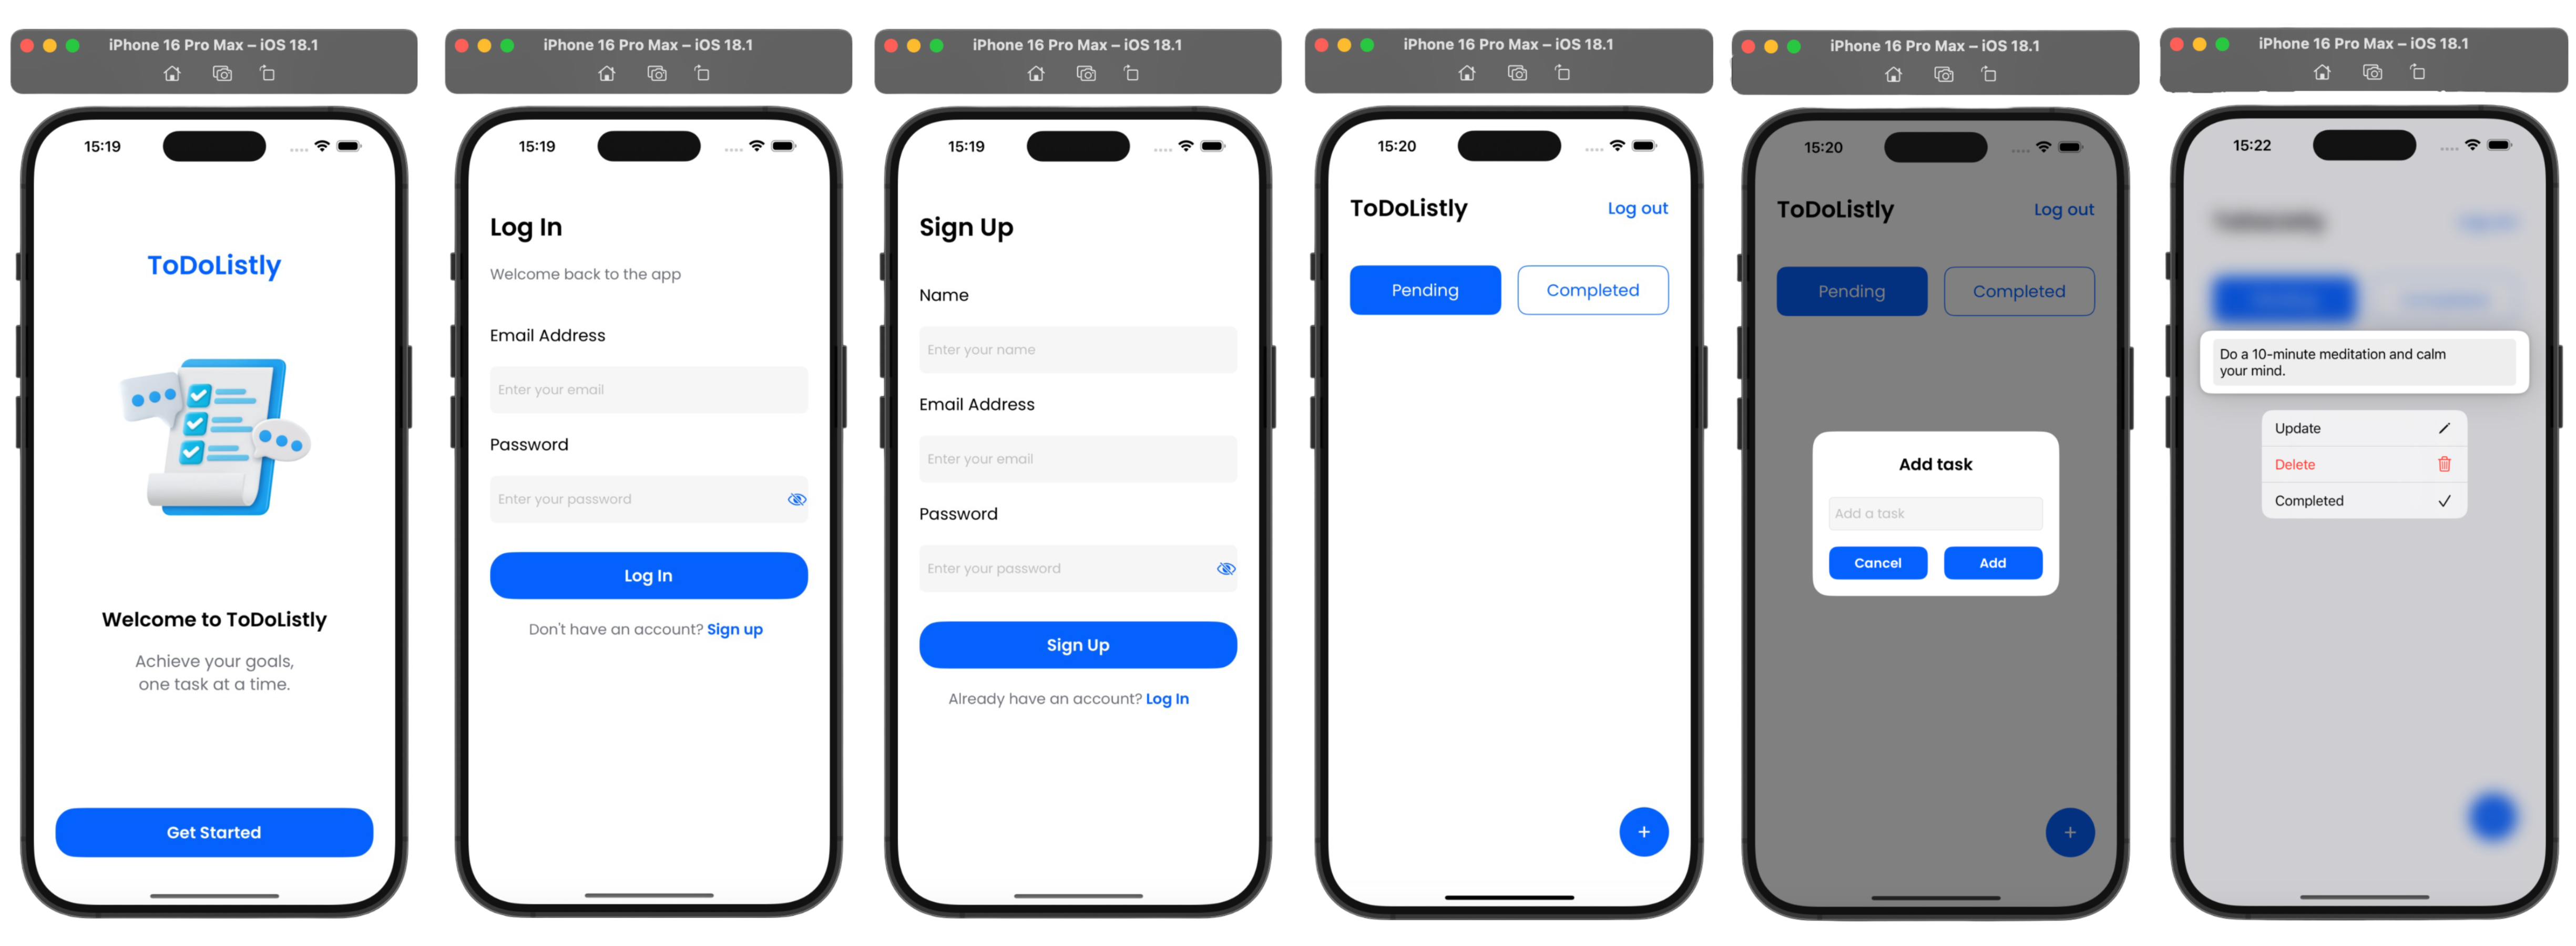 iPhone 16 Pro Max – iOS 18.1
15:19
ToDoListly
Welcome to ToDoListly
Achieve your goals,
one task at a time.
Get Started
iPhone 16 Pro Max – iOS 18.1
15:19
Log In
Welcome back to the app
Email Address
Enter your email
Password
Enter your password
Log In
Don't have an account? Sign up
iPhone 16 Pro Max – iOS 18.1
15:19
Sign Up
Name
Enter your name
Email Address
Enter your email
Password
Enter your password
Sign Up
Already have an account? Log In
iPhone 16 Pro Max – iOS 18.1
15:20
ToDoListly
Log out
Pending
Completed
+
iPhone 16 Pro Max – iOS 18.1
15:20
ToDoListly
Log out
Pending
Completed
Add task
Add a task
Cancel
Add
+
iPhone 16 Pro Max – iOS 18.1
15:22
Do a 10-minute meditation and calm
your mind.
Update
Delete
Completed